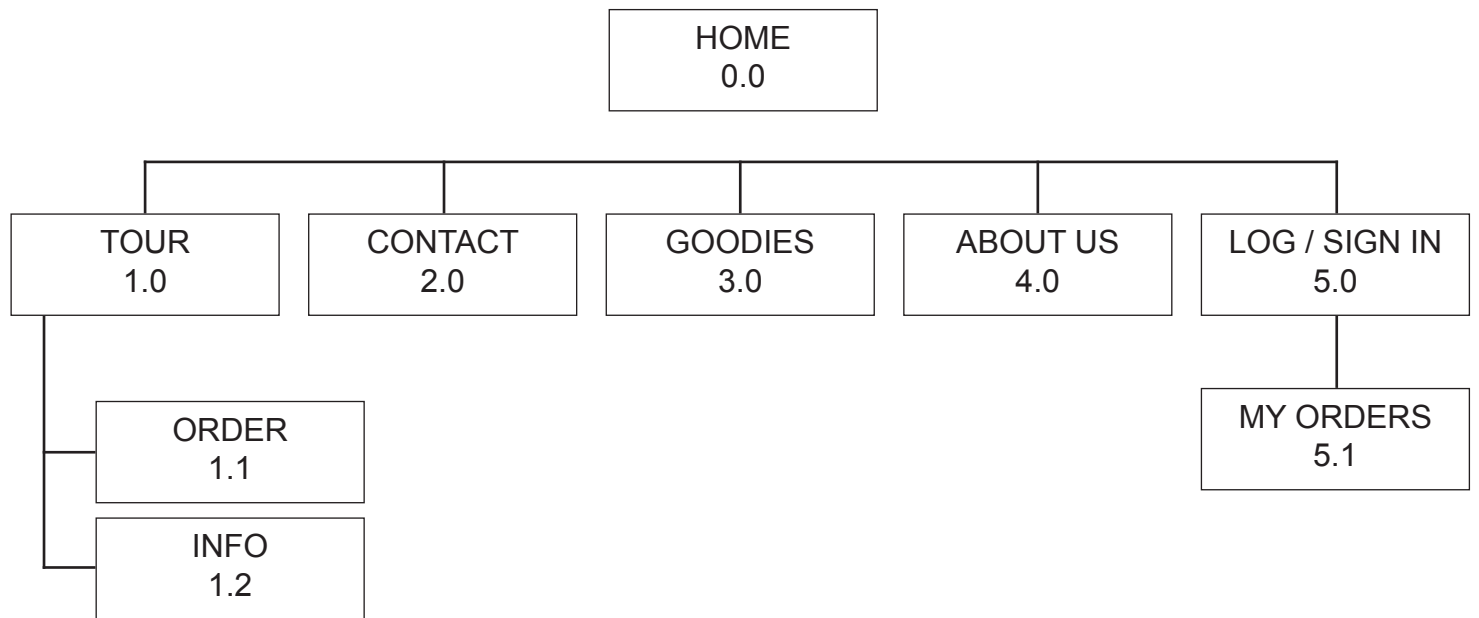 HOME
0.0
TOUR
1.0
CONTACT
2.0
GOODIES
3.0
ABOUT US
4.0
LOG / SIGN IN
5.0
ORDER
1.1
INFO
1.2
MY ORDERS
5.1